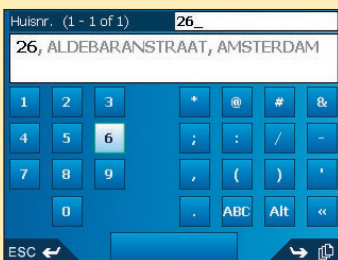 Huisnr. (1 - 1 of 1) 26_
26, ALDEBARANSTRAAT, AMSTERDAM
1 2 3 * @ # &
4 5 6 ; : / -
7 8 9 , ( ) '
0 . ABC Alt «
ESC